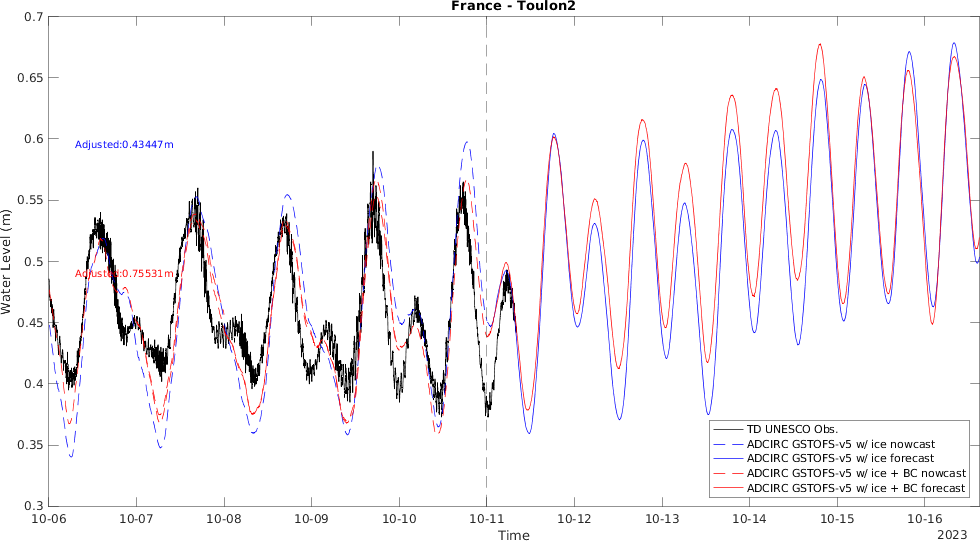 France - Toulon2
0.7
0.65
0.6
0.55
0.5
0.45
0.4
0.35
0.3
Water Level (m)
Adjusted:0.43447m
Adjusted:0.75531m
TD UNESCO Obs.
ADCIRC GSTOFS-v5 w/ ice nowcast
ADCIRC GSTOFS-v5 w/ ice forecast
ADCIRC GSTOFS-v5 w/ ice + BC nowcast
ADCIRC GSTOFS-v5 w/ ice + BC forecast
10-06 10-07 10-08 10-09 10-10 10-11 10-12 10-13 10-14 10-15 10-16
Time
2023